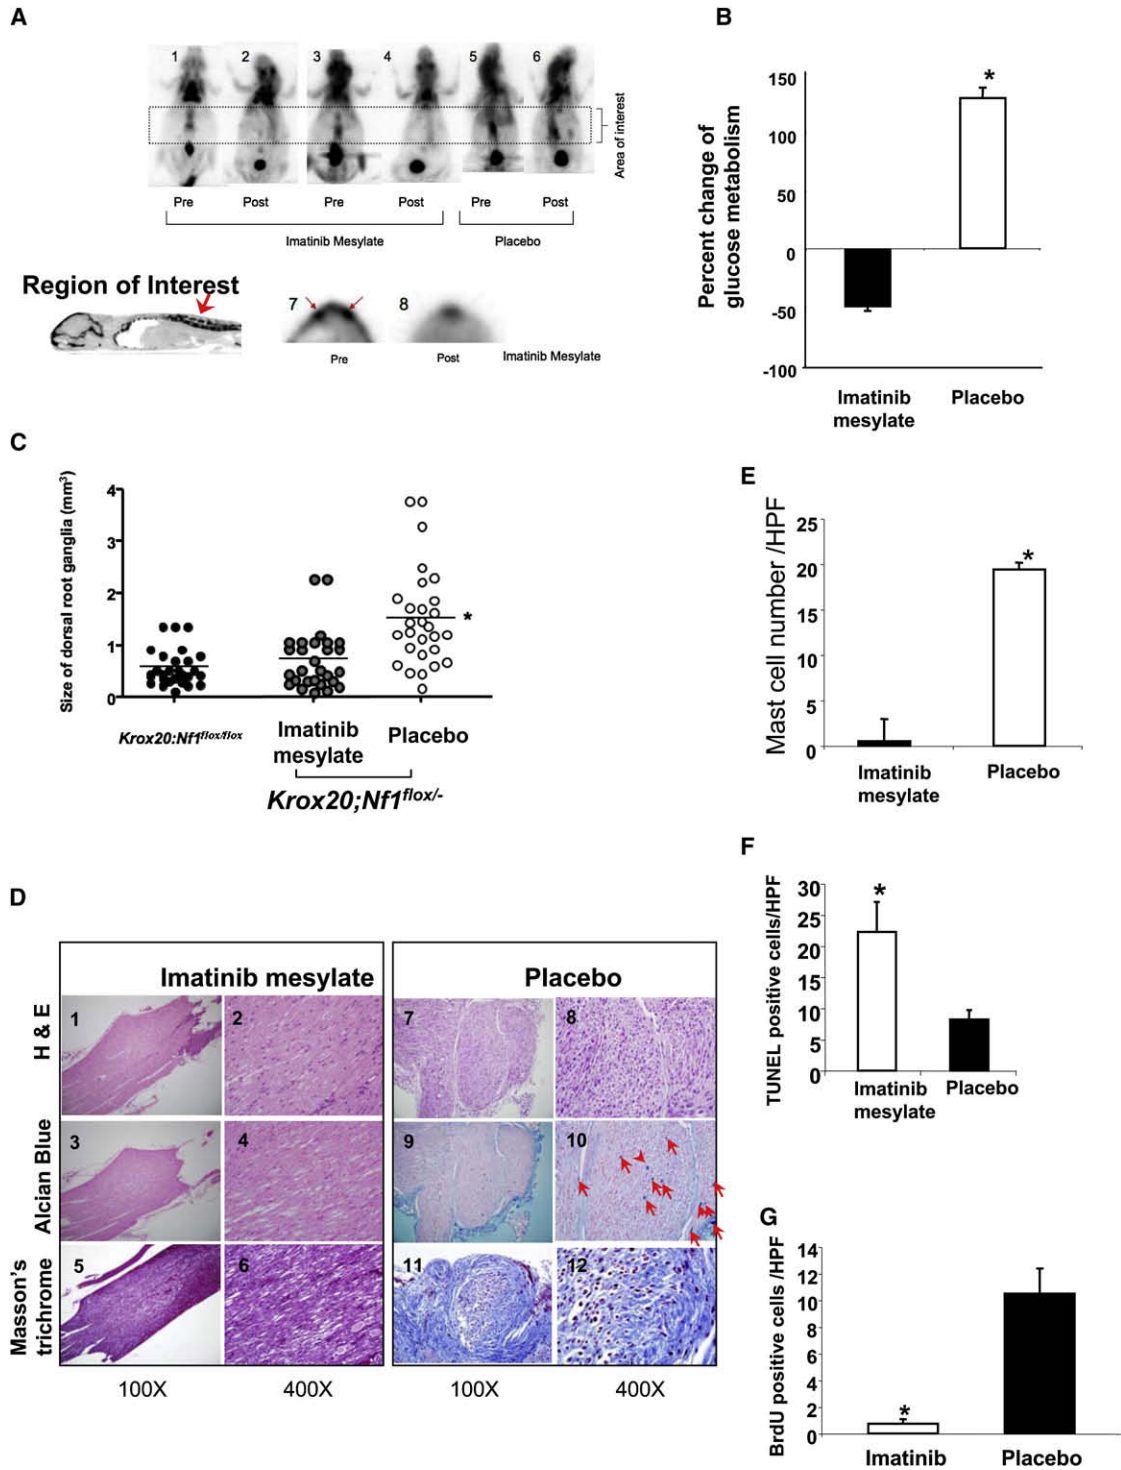 A
1 2 3 4 5 6
Area of interest
Pre Post Pre Post Pre Post
Imatinib Mesylate Placebo
Region of Interest
7 8
Pre Post Imatinib Mesylate
B
Percent change of
glucose metabolism
150
100
50
0
-50
-100
*
Imatinib
mesylate
Placebo
C
Size of dorsal root ganglia (mm³)
4
3
2
1
0
*
Krox20:Nf1flox/flox
Imatinib
mesylate
Placebo
Krox20;Nf1flox/-
D
Imatinib mesylate Placebo
H & E
1 2 7 8
Alcian Blue
3 4 9 10
Masson's
trichrome
5 6 11 12
100X 400X 100X 400X
E
Mast cell number /HPF
25
20
15
10
5
0
*
Imatinib
mesylate
Placebo
F
TUNEL positive cells/HPF
30
25
20
15
10
5
0
*
Imatinib
mesylate
Placebo
G
BrdU positive cells /HPF
14
12
10
8
6
4
2
0
*
Imatinib Placebo